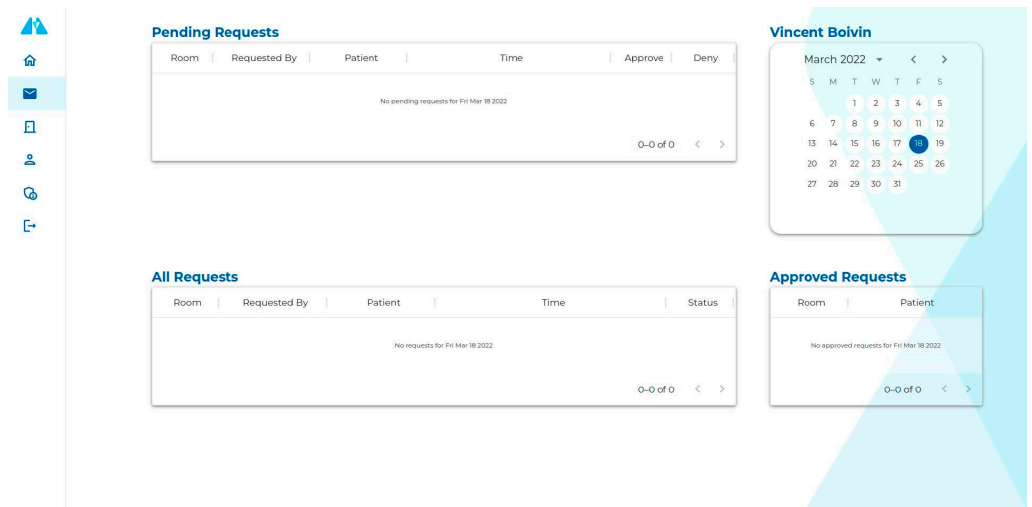 Pending Requests
Room Requested By Patient Time Approve Deny
No pending requests for Fri Mar 18 2022
0–0 of 0
Vincent Boivin
March 2022
S M T W T F S
1 2 3 4 5
6 7 8 9 10 11 12
13 14 15 16 17 18 19
20 21 22 23 24 25 26
27 28 29 30 31
All Requests
Room Requested By Patient Time Status
No requests for Fri Mar 18 2022
0–0 of 0
Approved Requests
Room Patient
No approved requests for Fri Mar 18 2022
0–0 of 0